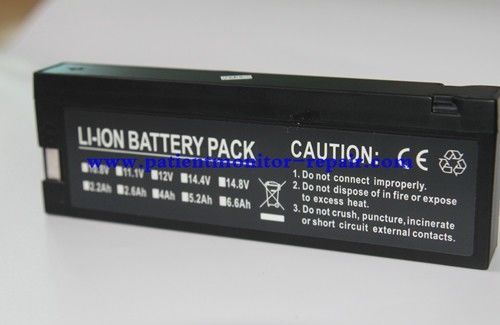 LI-ION BATTERY PACK
CAUTION: CE
www.patientmonitor-repair.com
11.1V 12V 14.4V 14.8V
2.2Ah 2.6Ah 4Ah 5.2Ah 6.6Ah
1. Do not connect improperly.
2. Do not dispose of in fire or expose
to excess heat.
3. Do not crush, puncture, incinerate
or short circuit external contacts.